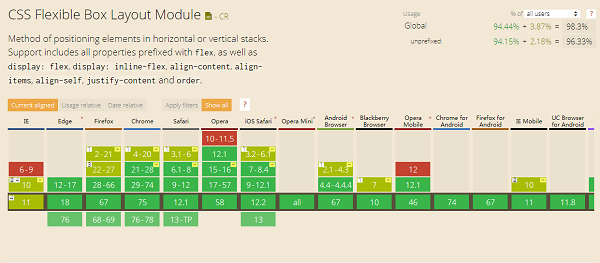 CSS Flexible Box Layout Module - CR
Usage % of all users ?
Global 94.44% + 3.87% = 98.3%
unprefixed: 94.15% + 2.18% = 96.33%
Method of positioning elements in horizontal or vertical stacks.
Support includes all properties prefixed with flex, as well as
display: flex, display: inline-flex, align-content, align-
items, align-self, justify-content and order.
Current aligned Usage relative Date relative Apply filters Show all ?
IE Edge Firefox Chrome Safari Opera iOS Safari Opera Mini Android Browser Blackberry Browser Opera Mobile Chrome for Android Firefox for Android IE Mobile UC Browser for Android
10-11.5
2-21 4-20 3.1-6 12.1 3.2-6.1
6-9 22-27 21-28 6.1-8 15-16 7-8.4 2.1-4.3 12
10 12-17 28-66 29-74 9-12 17-57 9-12.1 4.4-4.4.4 7 12.1 10
11 18 67 75 12.1 58 12.2 all 67 10 46 74 67 11 11.8
76 68-69 76-78 13-TP 13